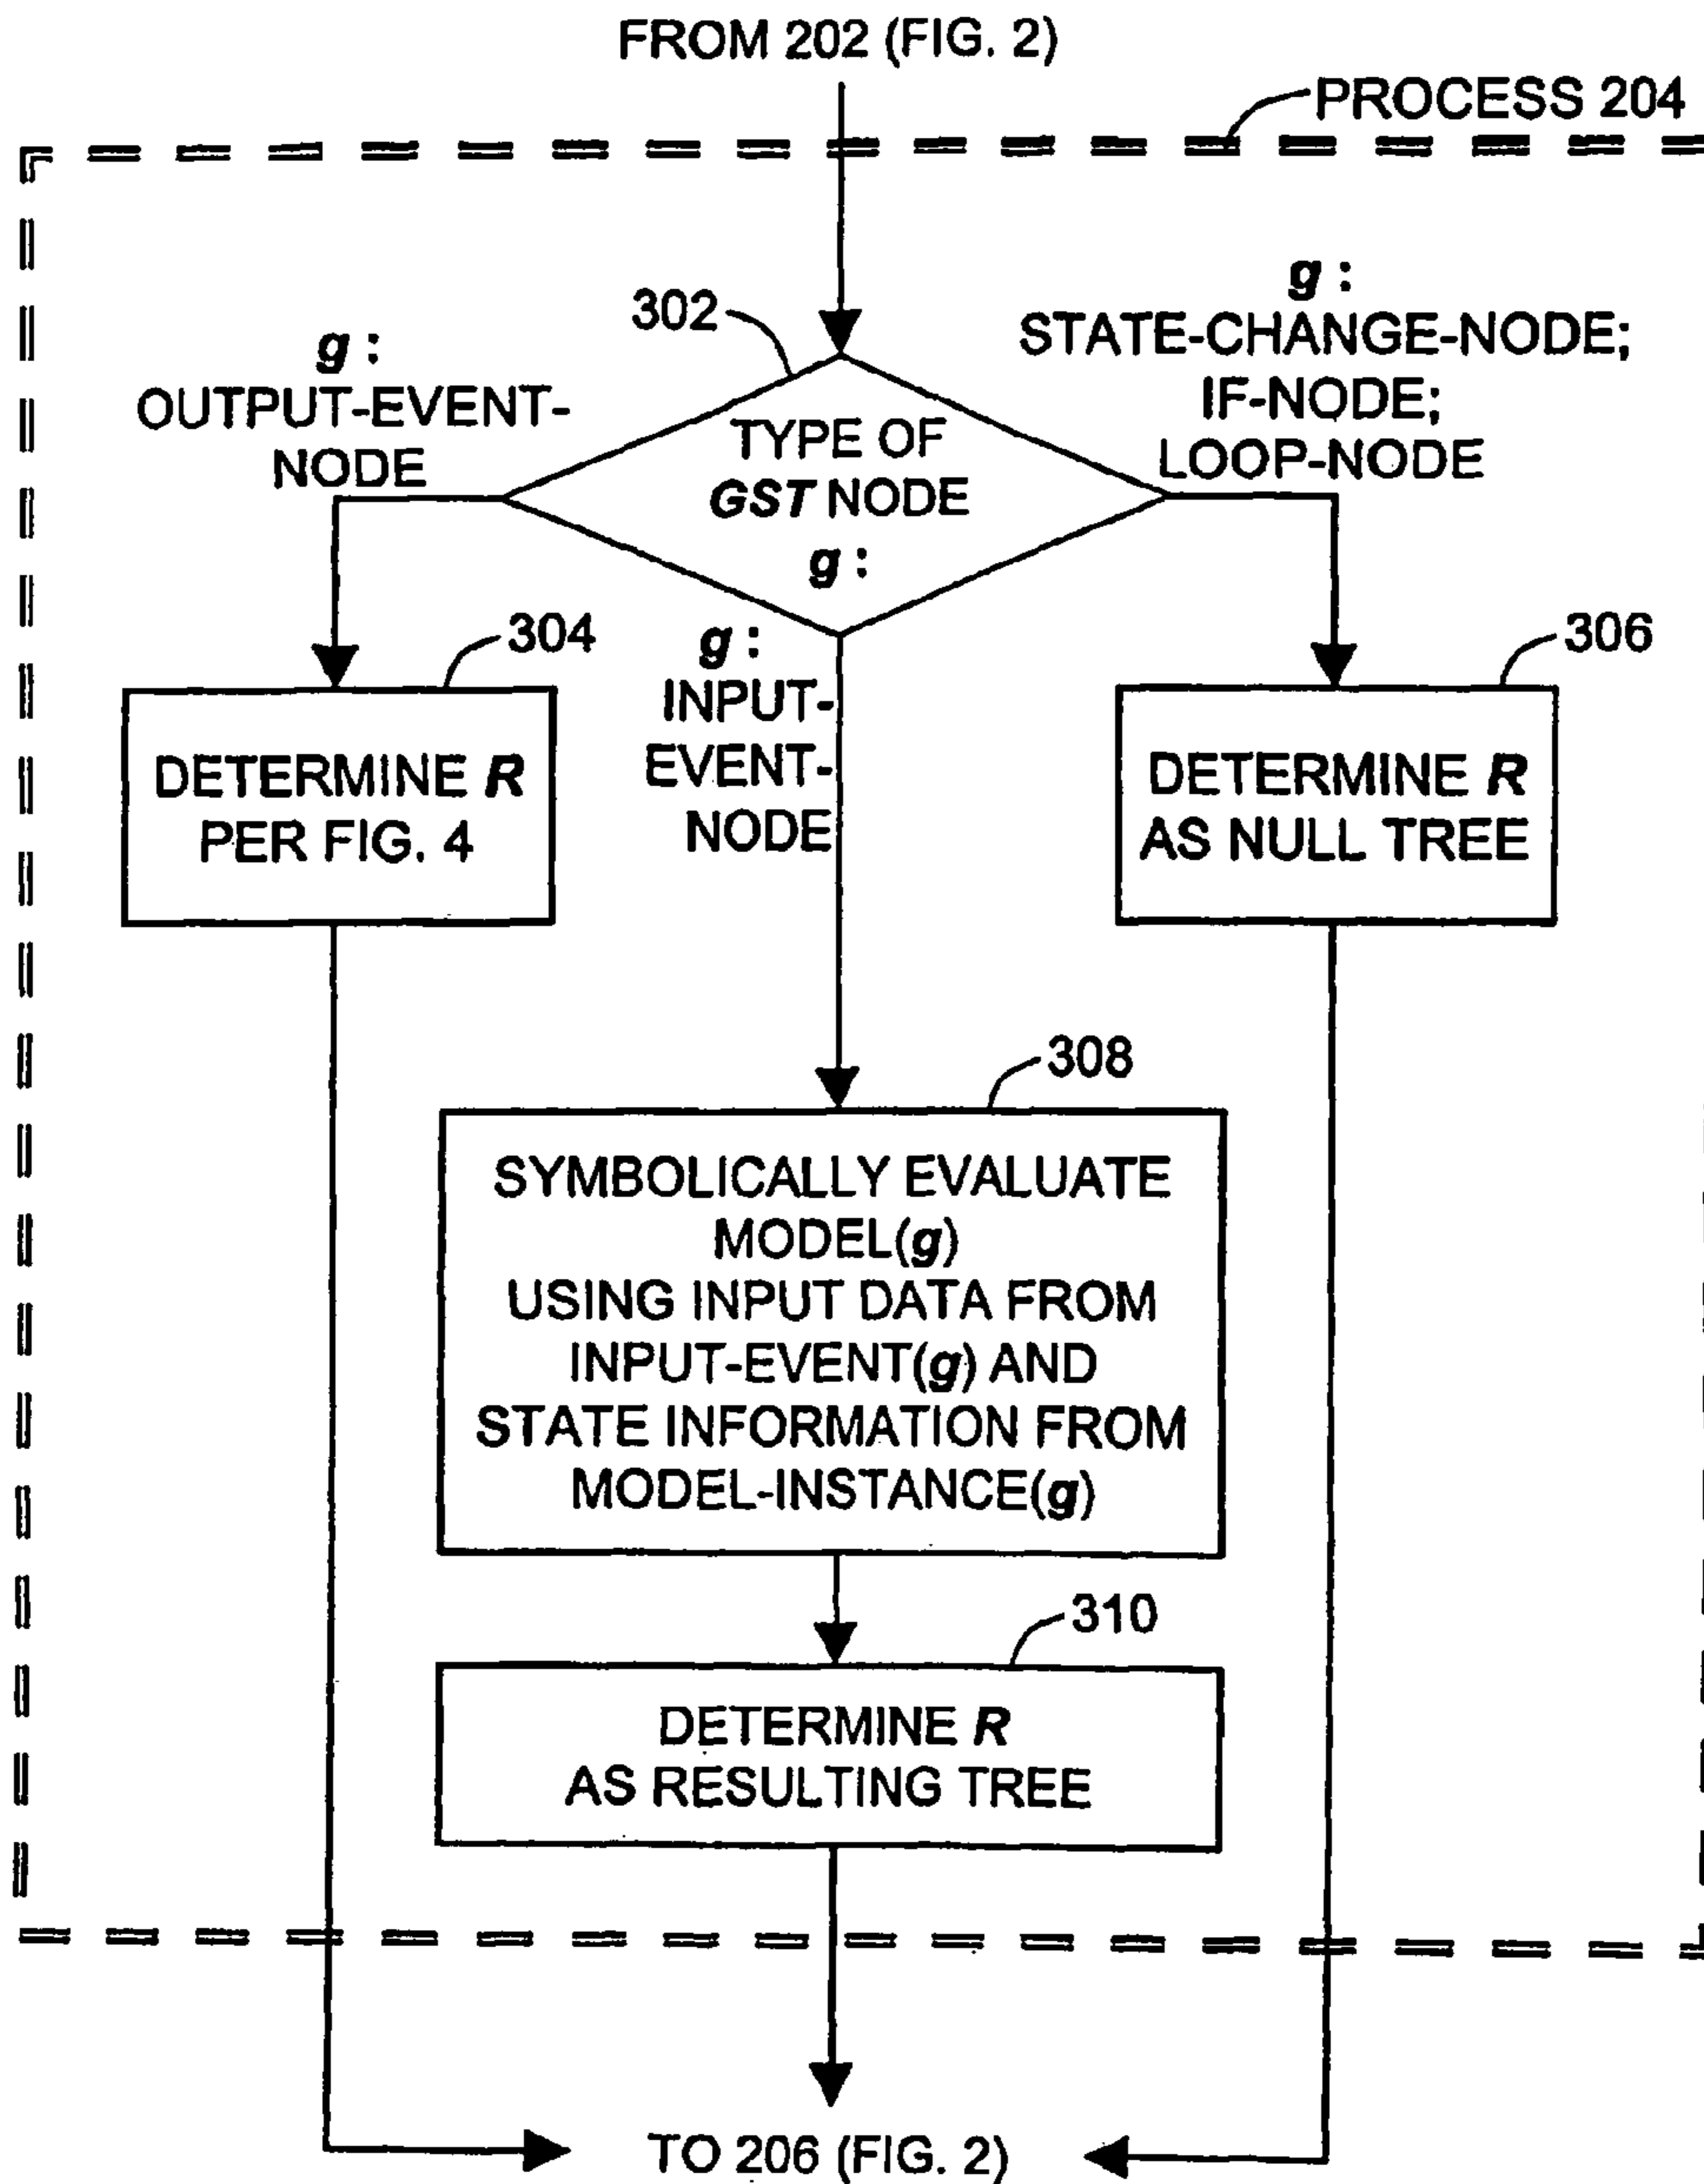 FROM 202 (FIG. 2)
PROCESS 204
302
g :
OUTPUT-EVENT-
NODE
TYPE OF
GST NODE
g :
g :
STATE-CHANGE-NODE;
IF-NODE;
LOOP-NODE
304
DETERMINE R
PER FIG. 4
g :
INPUT-
EVENT-
NODE
306
DETERMINE R
AS NULL TREE
308
SYMBOLICALLY EVALUATE
MODEL(g)
USING INPUT DATA FROM
INPUT-EVENT(g) AND
STATE INFORMATION FROM
MODEL-INSTANCE(g)
310
DETERMINE R
AS RESULTING TREE
TO 206 (FIG. 2)